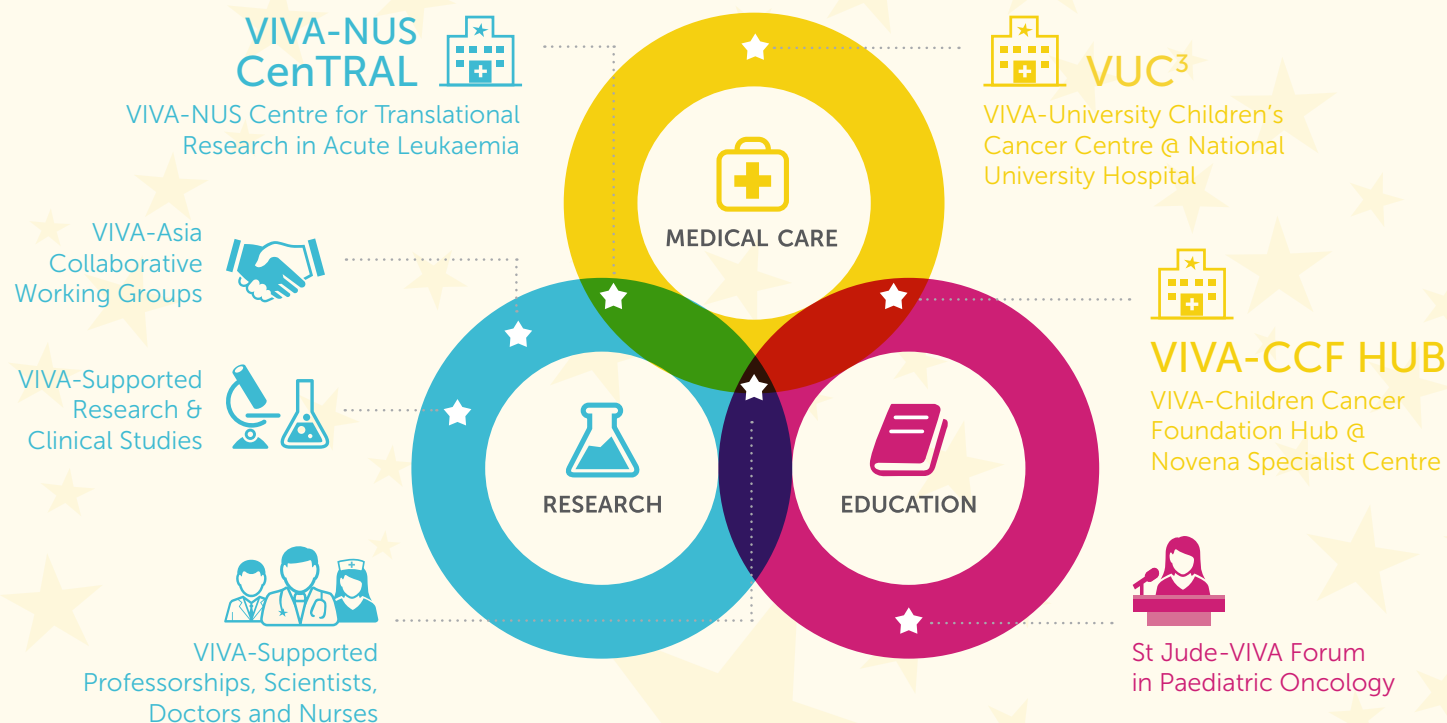 VIVA-NUS
CenTRAL
VIVA-NUS Centre for Translational
Research in Acute Leukaemia
VUC³
VIVA-University Children's
Cancer Centre @ National
University Hospital
MEDICAL CARE
VIVA-Asia
Collaborative
Working Groups
VIVA-CCF HUB
VIVA-Children Cancer
Foundation Hub @
Novena Specialist Centre
VIVA-Supported
Research &
Clinical Studies
RESEARCH
EDUCATION
VIVA-Supported
Professorships, Scientists,
Doctors and Nurses
St Jude-VIVA Forum
in Paediatric Oncology